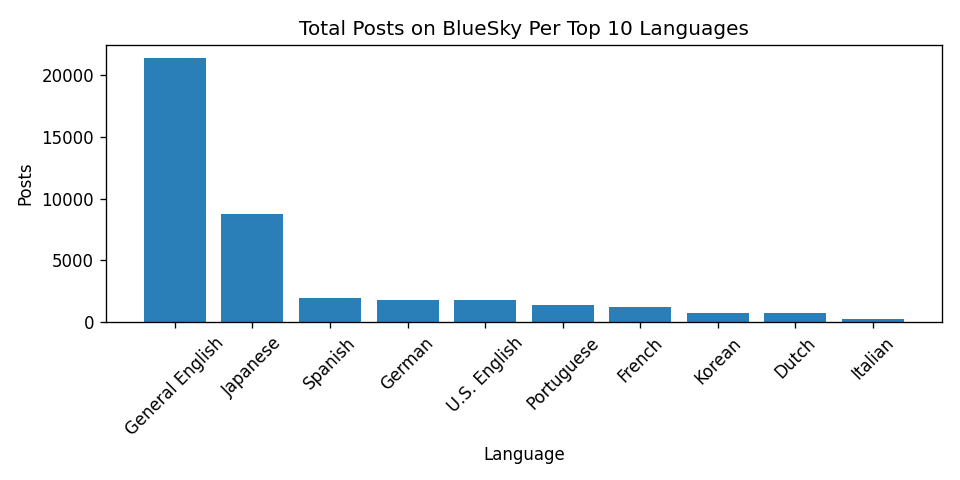 Total Posts on BlueSky Per Top 10 Languages
Posts
20000
15000
10000
5000
0
General English
Japanese
Spanish
German
U.S. English
Portuguese
French
Korean
Dutch
Italian
Language